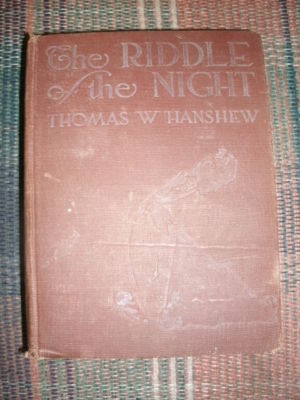 The RIDDLE
of the NIGHT
THOMAS W HANSHEW